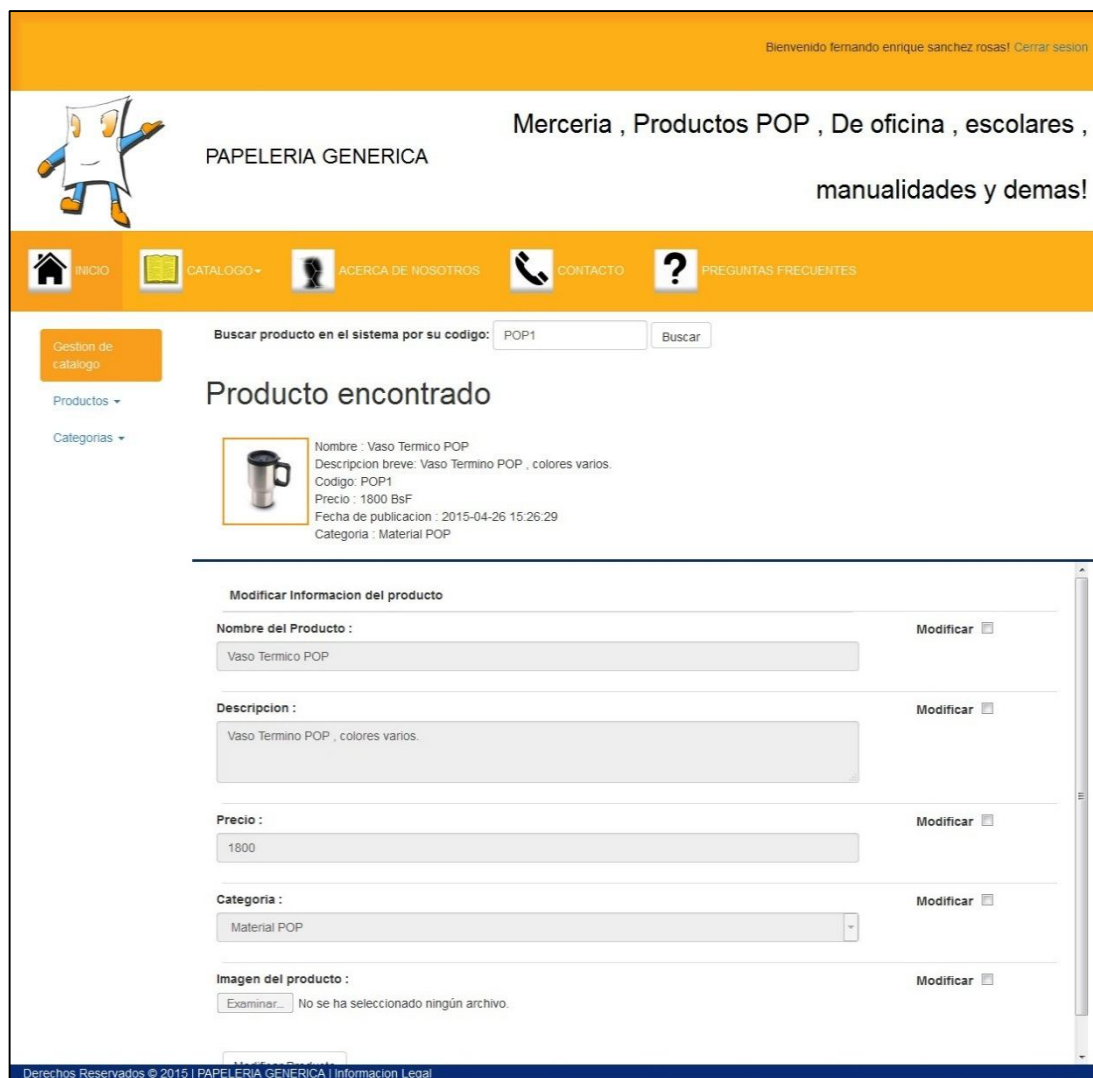 Bienvenido fernando enrique sanchez rosas! Cerrar sesion
PAPELERIA GENERICA
Merceria , Productos POP , De oficina , escolares ,
manualidades y demas!
INICIO
CATALOGO
ACERCA DE NOSOTROS
CONTACTO
?
PREGUNTAS FRECUENTES
Gestion de
catalogo
Productos
Categorias
Buscar producto en el sistema por su codigo: POP1 Buscar
Producto encontrado
Nombre : Vaso Termico POP
Descripcion breve: Vaso Termino POP , colores varios.
Codigo: POP1
Precio : 1800 BsF
Fecha de publicacion : 2015-04-26 15:26:29
Categoria : Material POP
Modificar Informacion del producto
Nombre del Producto : Modificar
Vaso Termico POP
Descripcion : Modificar
Vaso Termino POP , colores varios.
Precio : Modificar
1800
Categoria : Modificar
Material POP
Imagen del producto : Modificar
Examinar... No se ha seleccionado ningún archivo.
Modificar Producto
Derechos Reservados © 2015 | PAPELERIA GENERICA | Informacion Legal